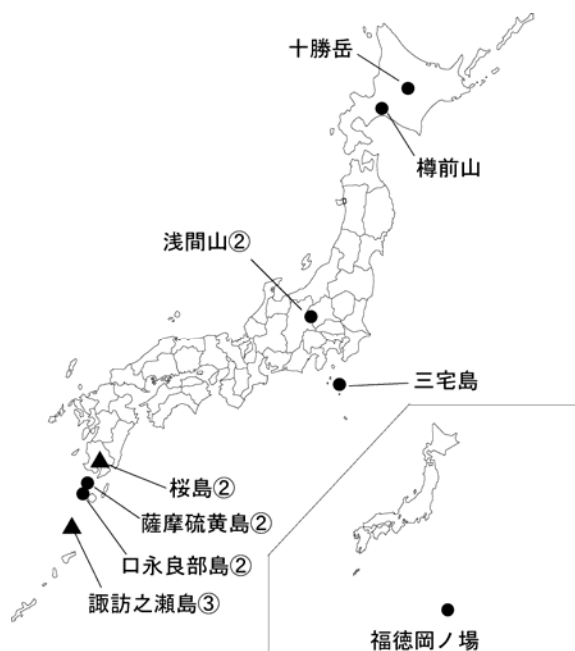 十勝岳
樽前山
浅間山②
三宅島
桜島②
薩摩硫黄島②
口永良部島②
諏訪之瀬島③
福徳岡ノ場